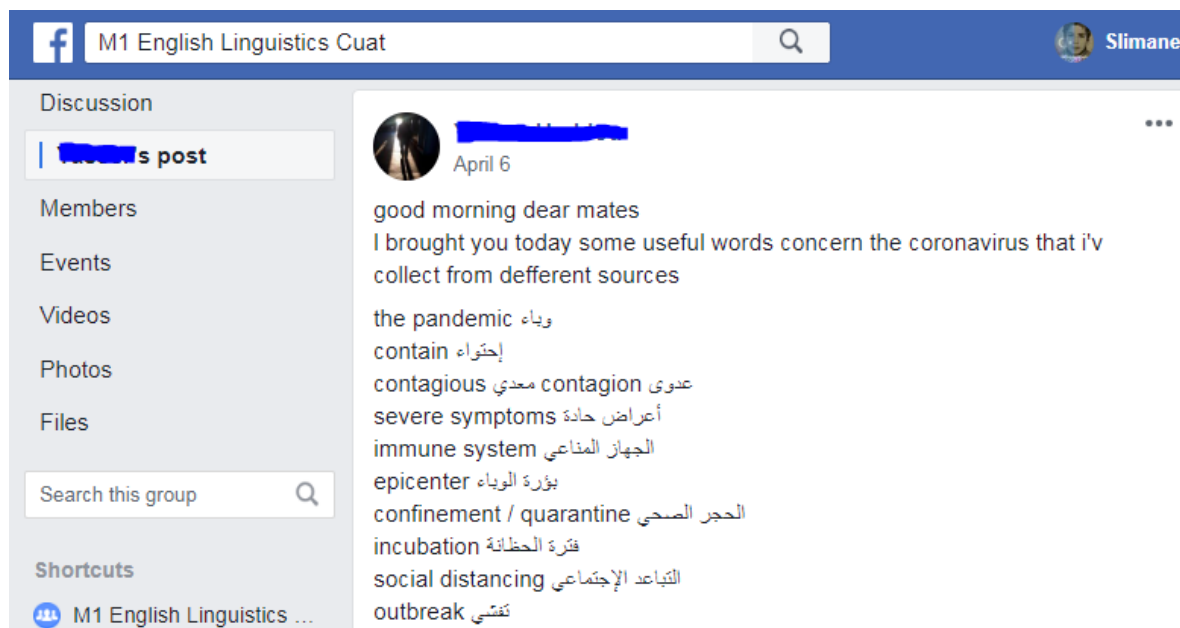 f
M1 English Linguistics Cuat
Slimane
Discussion
s post
Members
Events
Videos
Photos
Files
Search this group
Shortcuts
M1 English Linguistics ...
April 6
good morning dear mates
I brought you today some useful words concern the coronavirus that i'v
collect from defferent sources
the pandemic وباء
contain إحتواء
contagious معدي contagion عدوى
severe symptoms أعراض حادة
immune system الجهاز المناعي
epicenter بؤرة الوباء
confinement / quarantine الحجر الصحي
incubation فترة الحظانة
social distancing التباعد الإجتماعي
outbreak تفشي